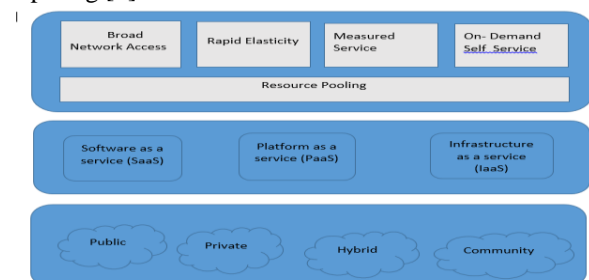 Broad
Network Access
Rapid Elasticity
Measured
Service
On- Demand
Self Service
Resource Pooling
Software as a
service (SaaS)
Platform as a
service (PaaS)
Infrastructure
as a service
(IaaS)
Public
Private
Hybrid
Community